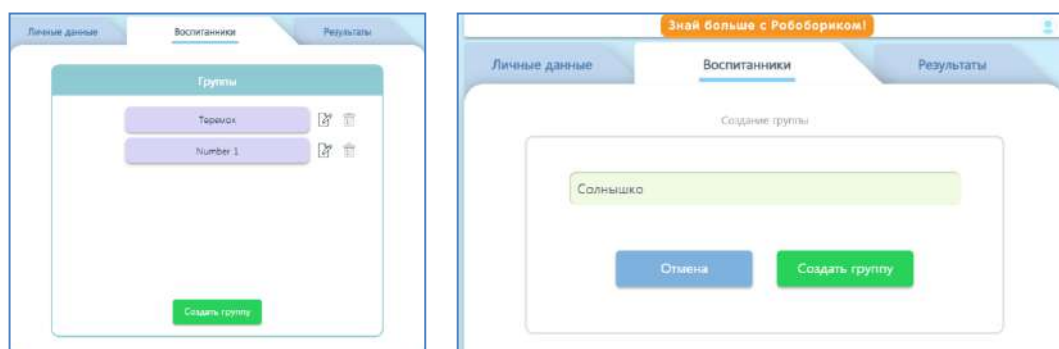 Личные данные
Воспитанники
Результаты
Группы
Теремок
Number 1
Создать группу
Знай больше с Робобориком!
Личные данные
Воспитанники
Результаты
Создание группы
Солнышко
Отмена
Создать группу